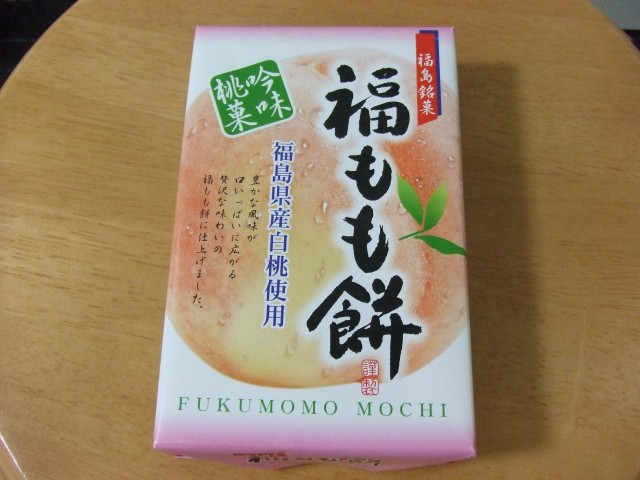 福島銘菓
福もも餅
吟味
桃菓
福島県産白桃使用
豊かな風味が
口いっぱいに広がる
贅沢な味わいの
福もも餅に仕上げました。
謹製
FUKUMOMO MOCHI